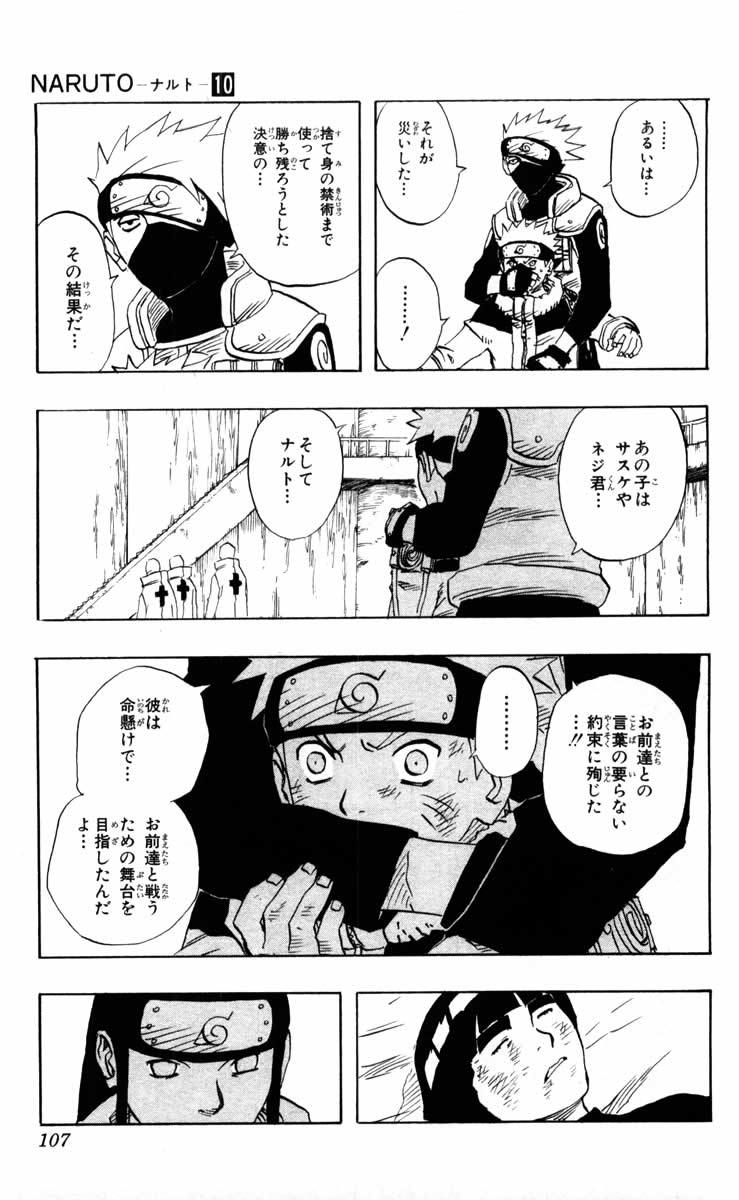 NARUTO—ナルト—10
あるいは…
…
それが
災いした…
………!
捨て身の禁術まで
使って
勝ち残ろうとした
決意の…
その結果だ…
あの子は
サスケや
ネジ君…
そして
ナルト…
お前達との
言葉の要らない
約束に殉じた
…!!
………
彼は
命懸けで…
お前達と戦う
ための舞台を
目指したんだ
よ…
107